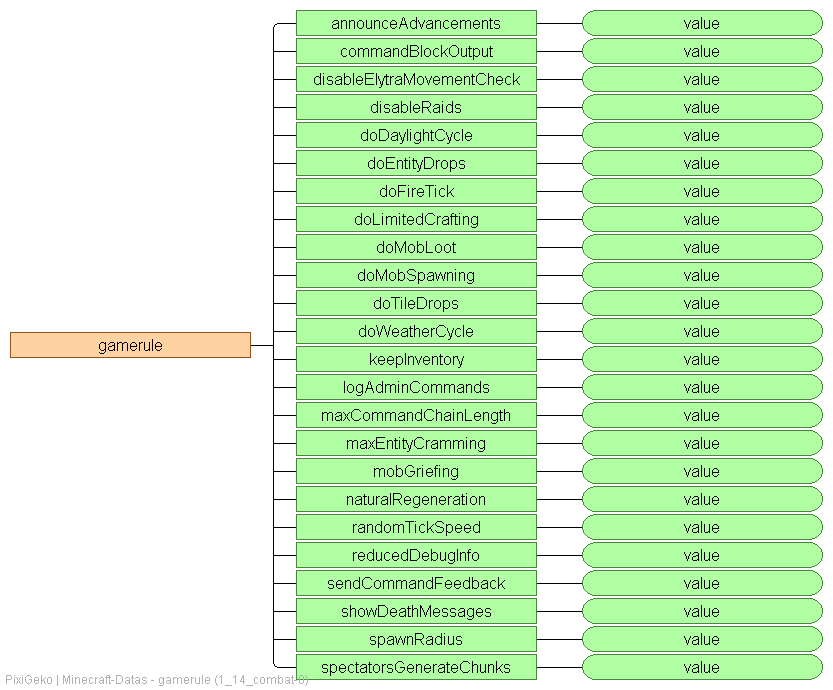 announceAdvancements value
commandBlockOutput value
disableElytraMovementCheck value
disableRaids value
doDaylightCycle value
doEntityDrops value
doFireTick value
doLimitedCrafting value
doMobLoot value
doMobSpawning value
doTileDrops value
doWeatherCycle value
gamerule
keepInventory value
logAdminCommands value
maxCommandChainLength value
maxEntityCramming value
mobGriefing value
naturalRegeneration value
randomTickSpeed value
reducedDebugInfo value
sendCommandFeedback value
showDeathMessages value
spawnRadius value
spectatorsGenerateChunks value
PixiGeko | Minecraft-Datas - gamerule